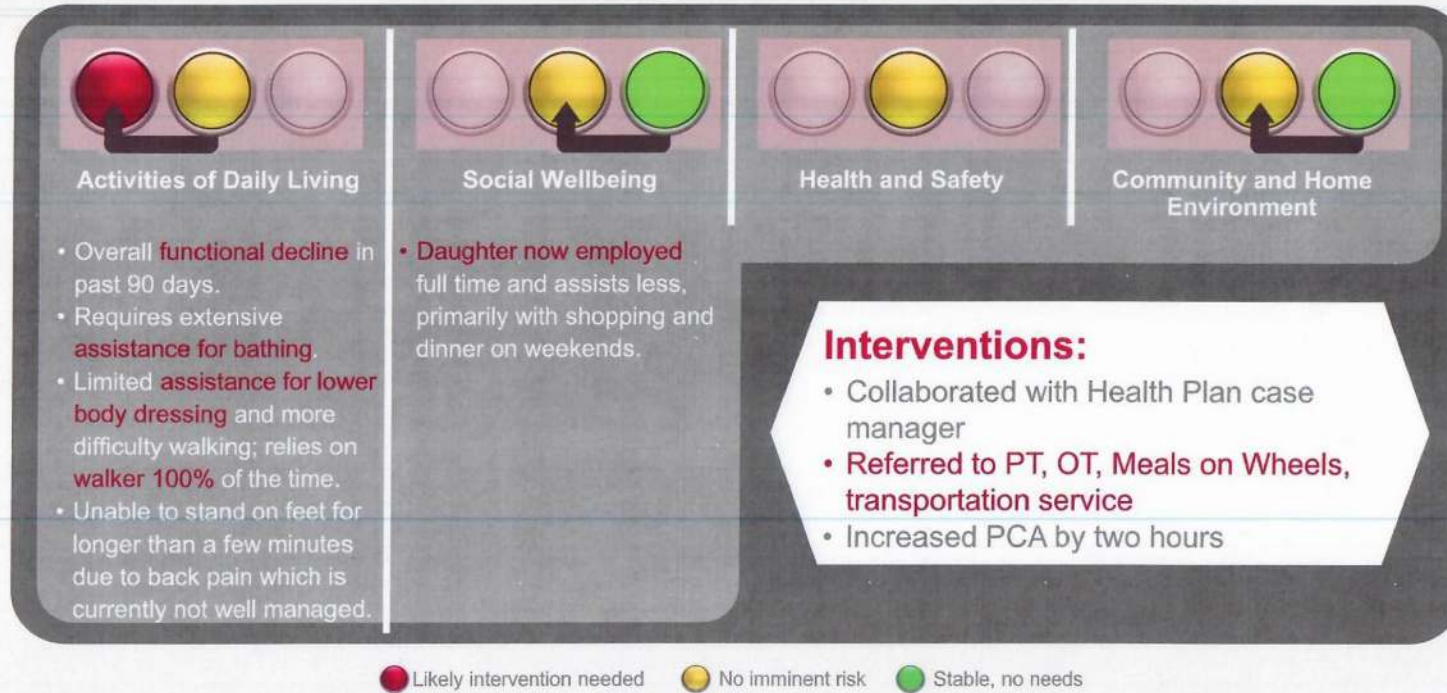 Activities of Daily Living
• Overall functional decline in
past 90 days.
• Requires extensive
assistance for bathing.
• Limited assistance for lower
body dressing and more
difficulty walking; relies on
walker 100% of the time.
• Unable to stand on feet for
longer than a few minutes
due to back pain which is
currently not well managed.
Social Wellbeing
• Daughter now employed
full time and assists less,
primarily with shopping and
dinner on weekends.
Health and Safety
Community and Home
Environment
Interventions:
• Collaborated with Health Plan case
manager
• Referred to PT, OT, Meals on Wheels,
transportation service
• Increased PCA by two hours
Likely intervention needed
No imminent risk
Stable, no needs